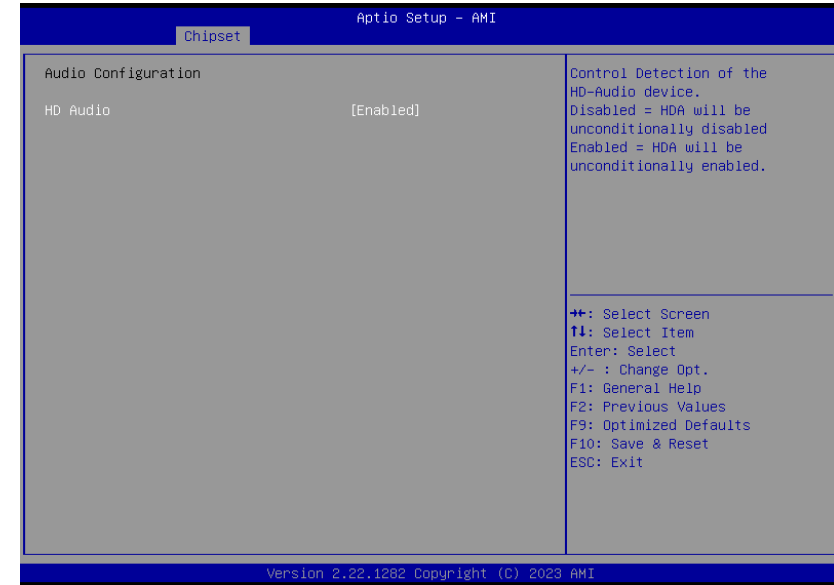 Aptio Setup – AMI
Chipset
Audio Configuration
HD Audio [Enabled]
Control Detection of the
HD-Audio device.
Disabled = HDA will be
unconditionally disabled
Enabled = HDA will be
unconditionally enabled.
→←: Select Screen
↑↓: Select Item
Enter: Select
+/- : Change Opt.
F1: General Help
F2: Previous Values
F9: Optimized Defaults
F10: Save & Reset
ESC: Exit
Version 2.22.1282 Copyright (C) 2023 AMI